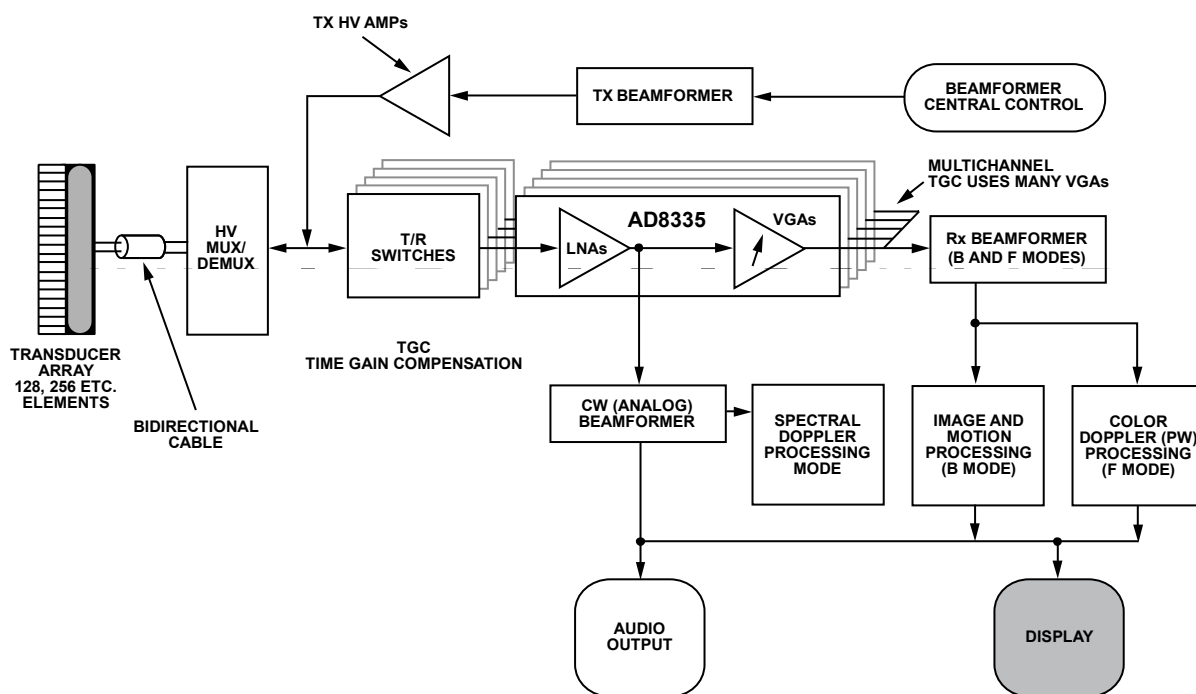 TX HV AMPs
TX BEAMFORMER
BEAMFORMER
CENTRAL CONTROL
MULTICHANNEL
TGC USES MANY VGAs
HV
MUX/
DEMUX
T/R
SWITCHES
LNAs
AD8335
VGAs
Rx BEAMFORMER
(B AND F MODES)
TRANSDUCER
ARRAY
128, 256 ETC.
ELEMENTS
BIDIRECTIONAL
CABLE
TGC
TIME GAIN COMPENSATION
CW (ANALOG)
BEAMFORMER
SPECTRAL
DOPPLER
PROCESSING
MODE
IMAGE AND
MOTION
PROCESSING
(B MODE)
COLOR
DOPPLER (PW)
PROCESSING
(F MODE)
AUDIO
OUTPUT
DISPLAY